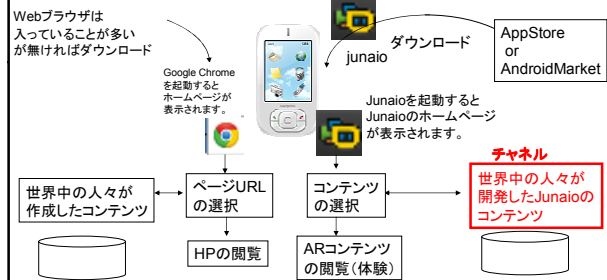 Webブラウザは
入っていることが多い
が無ければダウンロード
junaio
ダウンロード
AppStore
or
AndroidMarket
Google Chrome
を起動すると
ホームページが
表示されます。
Junaioを起動すると
Junaioのホームページ
が表示されます。
チャネル
世界中の人々が
作成したコンテンツ
ページURL
の選択
コンテンツ
の選択
世界中の人々が
開発したJunaioの
コンテンツ
HPの閲覧
ARコンテンツ
の閲覧(体験)